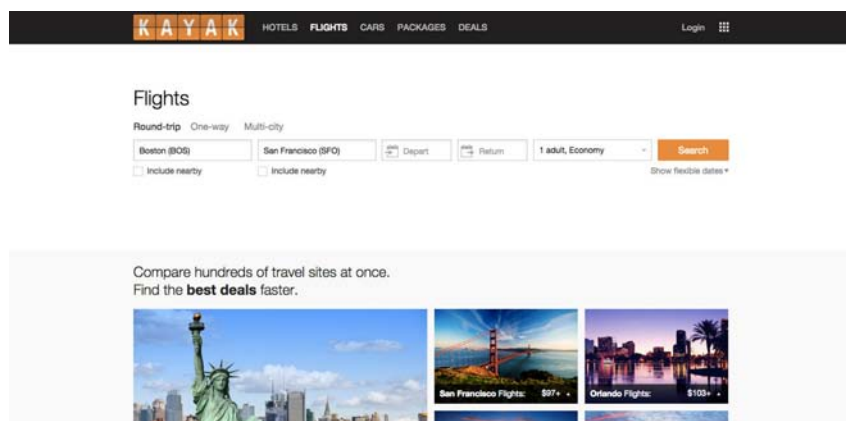 KAYAK HOTELS FLIGHTS CARS PACKAGES DEALS Login
Flights
Round-trip One-way Multi-city
Boston (BOS) San Francisco (SFO) Depart Return 1 adult, Economy Search
Include nearby Include nearby Show flexible dates
Compare hundreds of travel sites at once.
Find the best deals faster.
San Francisco Flights: $97+ Orlando Flights: $103+